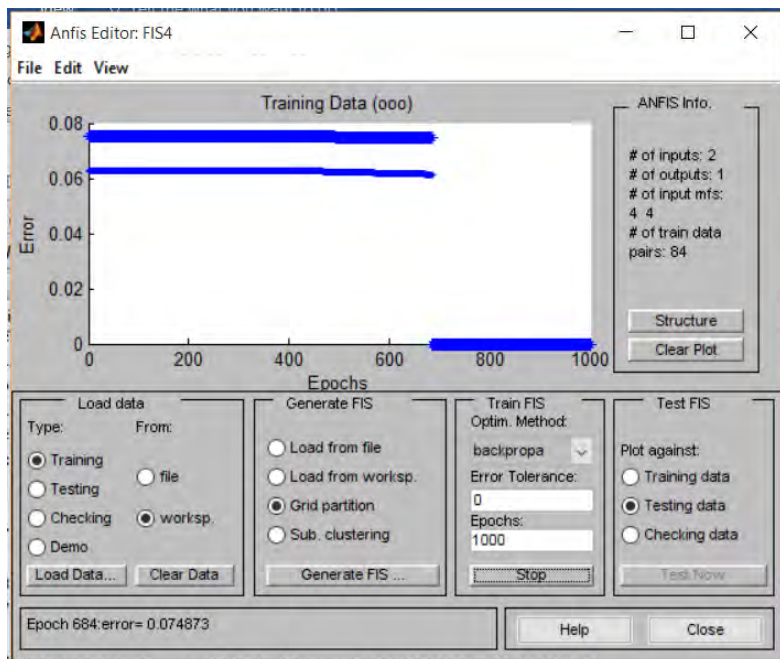 Anfis Editor: FIS4
File Edit View
Training Data (ooo)
0.08
0.06
0.04
0.02
0
Error
0 200 400 600 800 1000
Epochs
ANFIS Info.
# of inputs: 2
# of outputs: 1
# of input mfs:
4 4
# of train data
pairs: 84
Structure
Clear Plot
Load data
Type: From:
Training
Testing
Checking
Demo
file
worksp.
Load Data... Clear Data
Generate FIS
Load from file
Load from worksp.
Grid partition
Sub. clustering
Generate FIS ...
Train FIS
Optim. Method:
backpropa
Error Tolerance:
0
Epochs:
1000
Stop
Test FIS
Plot against:
Training data
Testing data
Checking data
Test Now
Epoch 684:error= 0.074873
Help Close